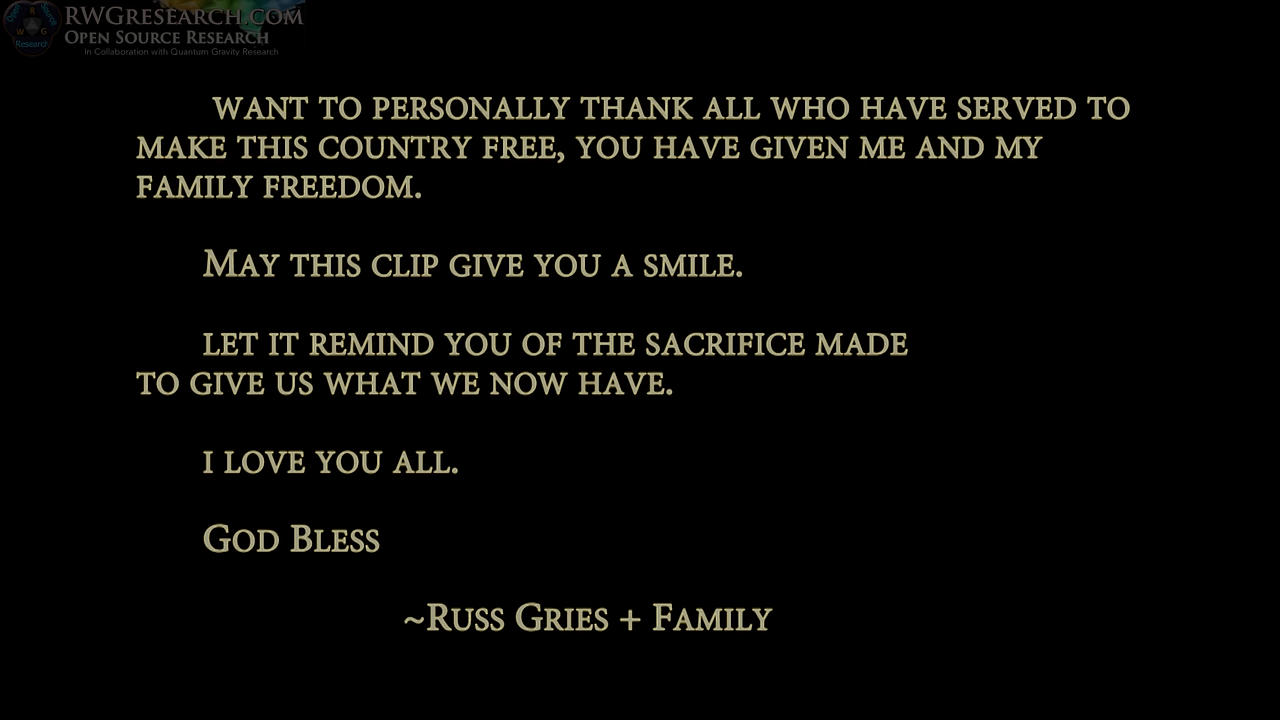 RWGresearch.com
Open Source Research
In Collaboration with Quantum Gravity Research
Open Source
R
W
G
Research
WANT TO PERSONALLY THANK ALL WHO HAVE SERVED TO
MAKE THIS COUNTRY FREE, YOU HAVE GIVEN ME AND MY
FAMILY FREEDOM.
MAY THIS CLIP GIVE YOU A SMILE.
LET IT REMIND YOU OF THE SACRIFICE MADE
TO GIVE US WHAT WE NOW HAVE.
I LOVE YOU ALL.
GOD BLESS
~RUSS GRIES + FAMILY